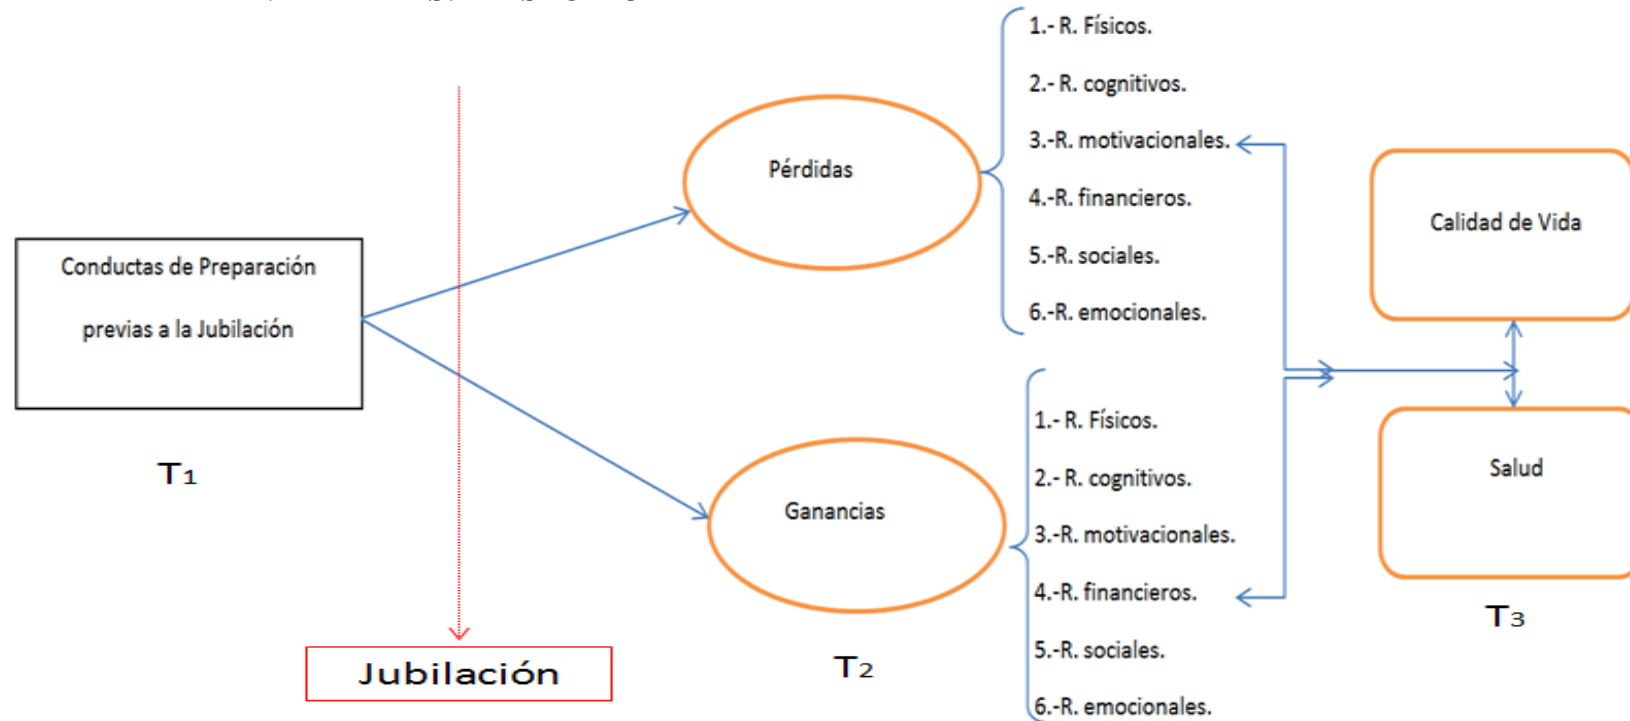 Conductas de Preparación
previas a la Jubilación
T1
Jubilación
Pérdidas
1.- R. Físicos.
2.- R. cognitivos.
3.-R. motivacionales.
4.-R. financieros.
5.-R. sociales.
6.-R. emocionales.
Ganancias
1.- R. Físicos.
2.- R. cognitivos.
3.-R. motivacionales.
4.-R. financieros.
5.-R. sociales.
6.-R. emocionales.
T2
Calidad de Vida
Salud
T3